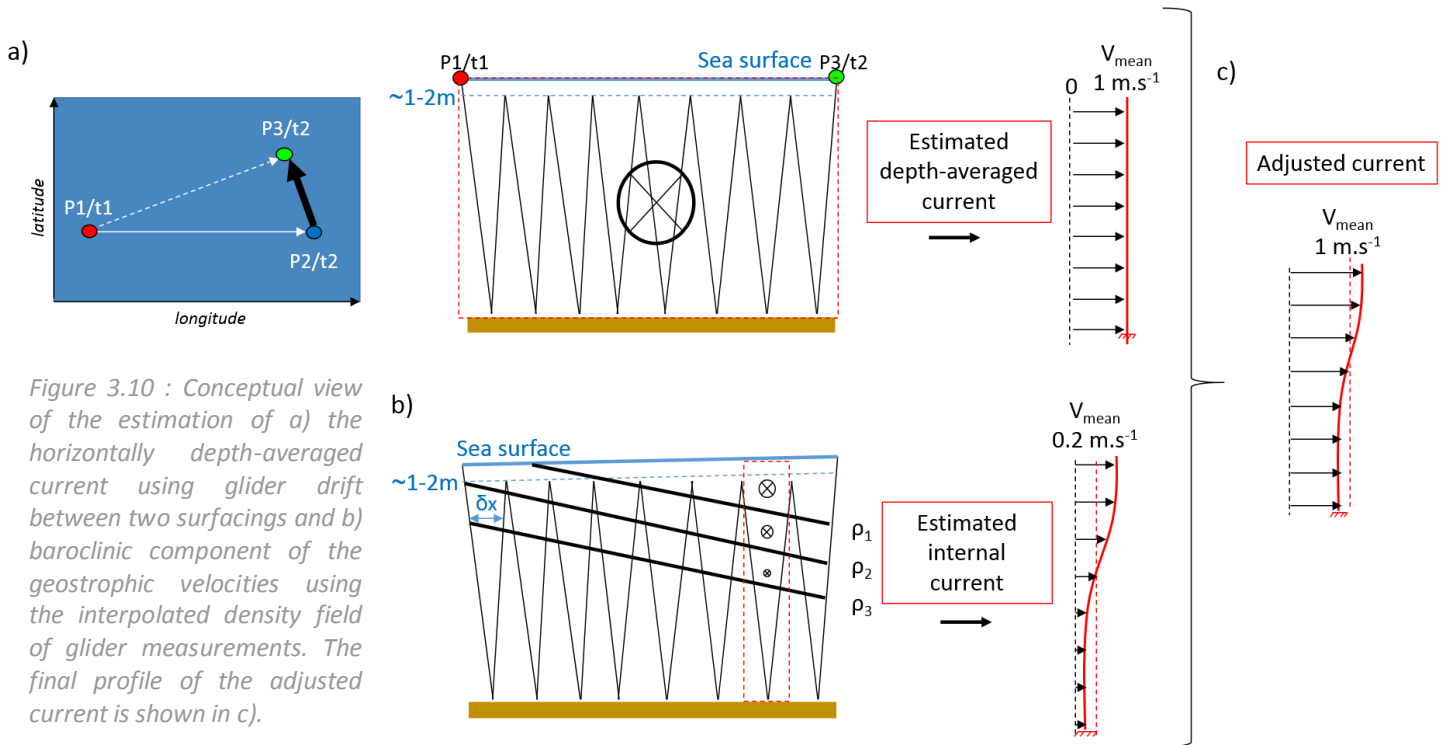 a)
P3/t2
P1/t1
P2/t2
latitude
longitude
P1/t1
Sea surface
P3/t2
~1-2m
Estimated
depth-averaged
current
0
Vmean
1 m.s-1
c)
Adjusted current
Vmean
1 m.s-1
Figure 3.10 : Conceptual view
of the estimation of a) the
horizontally depth-averaged
current using glider drift
between two surfacings and b)
baroclinic component of the
geostrophic velocities using
the interpolated density field
of glider measurements. The
final profile of the adjusted
current is shown in c).
b)
Sea surface
~1-2m
δx
ρ1
ρ2
ρ3
Estimated
internal
current
Vmean
0.2 m.s-1